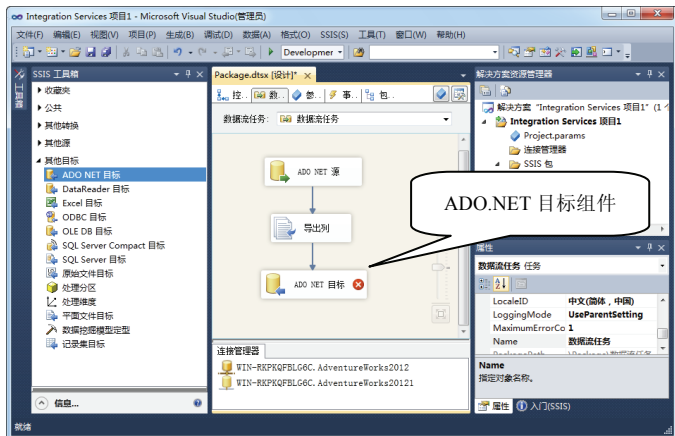 Integration Services 项目1 - Microsoft Visual Studio(管理员)
文件(F) 编辑(E) 视图(V) 项目(P) 生成(B) 调试(D) 数据(A) 格式(O) SSIS(S) 工具(T) 窗口(W) 帮助(H)
Developmer
工具箱
SSIS 工具箱
收藏夹
公共
其他转换
其他源
其他目标
ADO NET 目标
DataReader 目标
Excel 目标
ODBC 目标
OLE DB 目标
SQL Server Compact 目标
SQL Server 目标
原始文件目标
处理分区
处理维度
平面文件目标
数据挖掘模型定型
记录集目标
信息...
Package.dtsx [设计]*
控.. 数.. 参.. 事.. 包..
数据流任务: 数据流任务
ADO NET 源
导出列
ADO NET 目标
ADO.NET 目标组件
连接管理器
WIN-RKPKQFBLG6C.AdventureWorks2012
WIN-RKPKQFBLG6C.AdventureWorks20121
解决方案资源管理器
解决方案 "Integration Services 项目1" (1
Integration Services 项目1
Project.params
连接管理器
SSIS 包
属性
数据流任务 任务
LocaleID 中文(简体，中国)
LoggingMode UseParentSetting
MaximumErrorCo 1
Name 数据流任务
Name
指定对象名称。
属性 入门(SSIS)
就绪